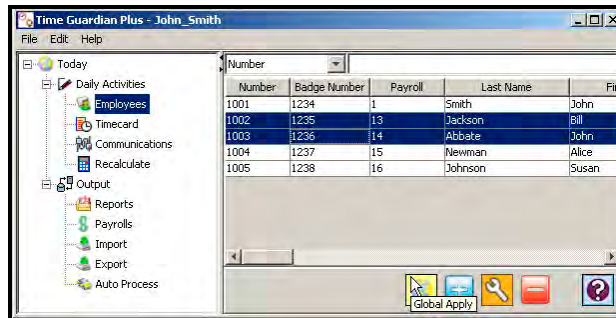 Time Guardian Plus - John_Smith
File Edit Help
Today
Daily Activities
Employees
Timecard
Communications
Recalculate
Output
Reports
Payrolls
Import
Export
Auto Process
Number
Number Badge Number Payroll Last Name Fi
1001 1234 1 Smith John
1002 1235 13 Jackson Bill
1003 1236 14 Abbate John
1004 1237 15 Newman Alice
1005 1238 16 Johnson Susan
Global Apply